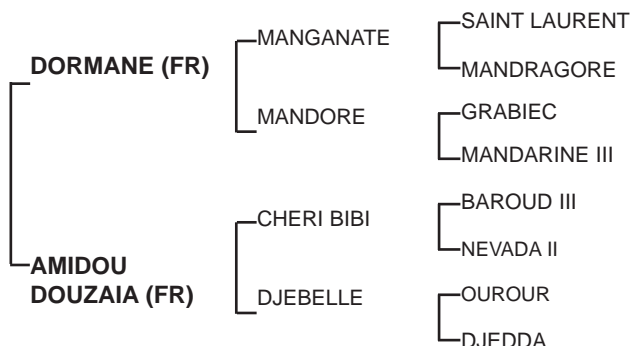 SAINT LAURENT
MANGANATE
DORMANE (FR)
MANDRAGORE
MANDORE
GRABIEC
MANDARINE III
BAROUD III
CHERI BIBI
NEVADA II
AMIDOU
DOUZAIA (FR)
DJEBELLE
OUROUR
DJEDDA